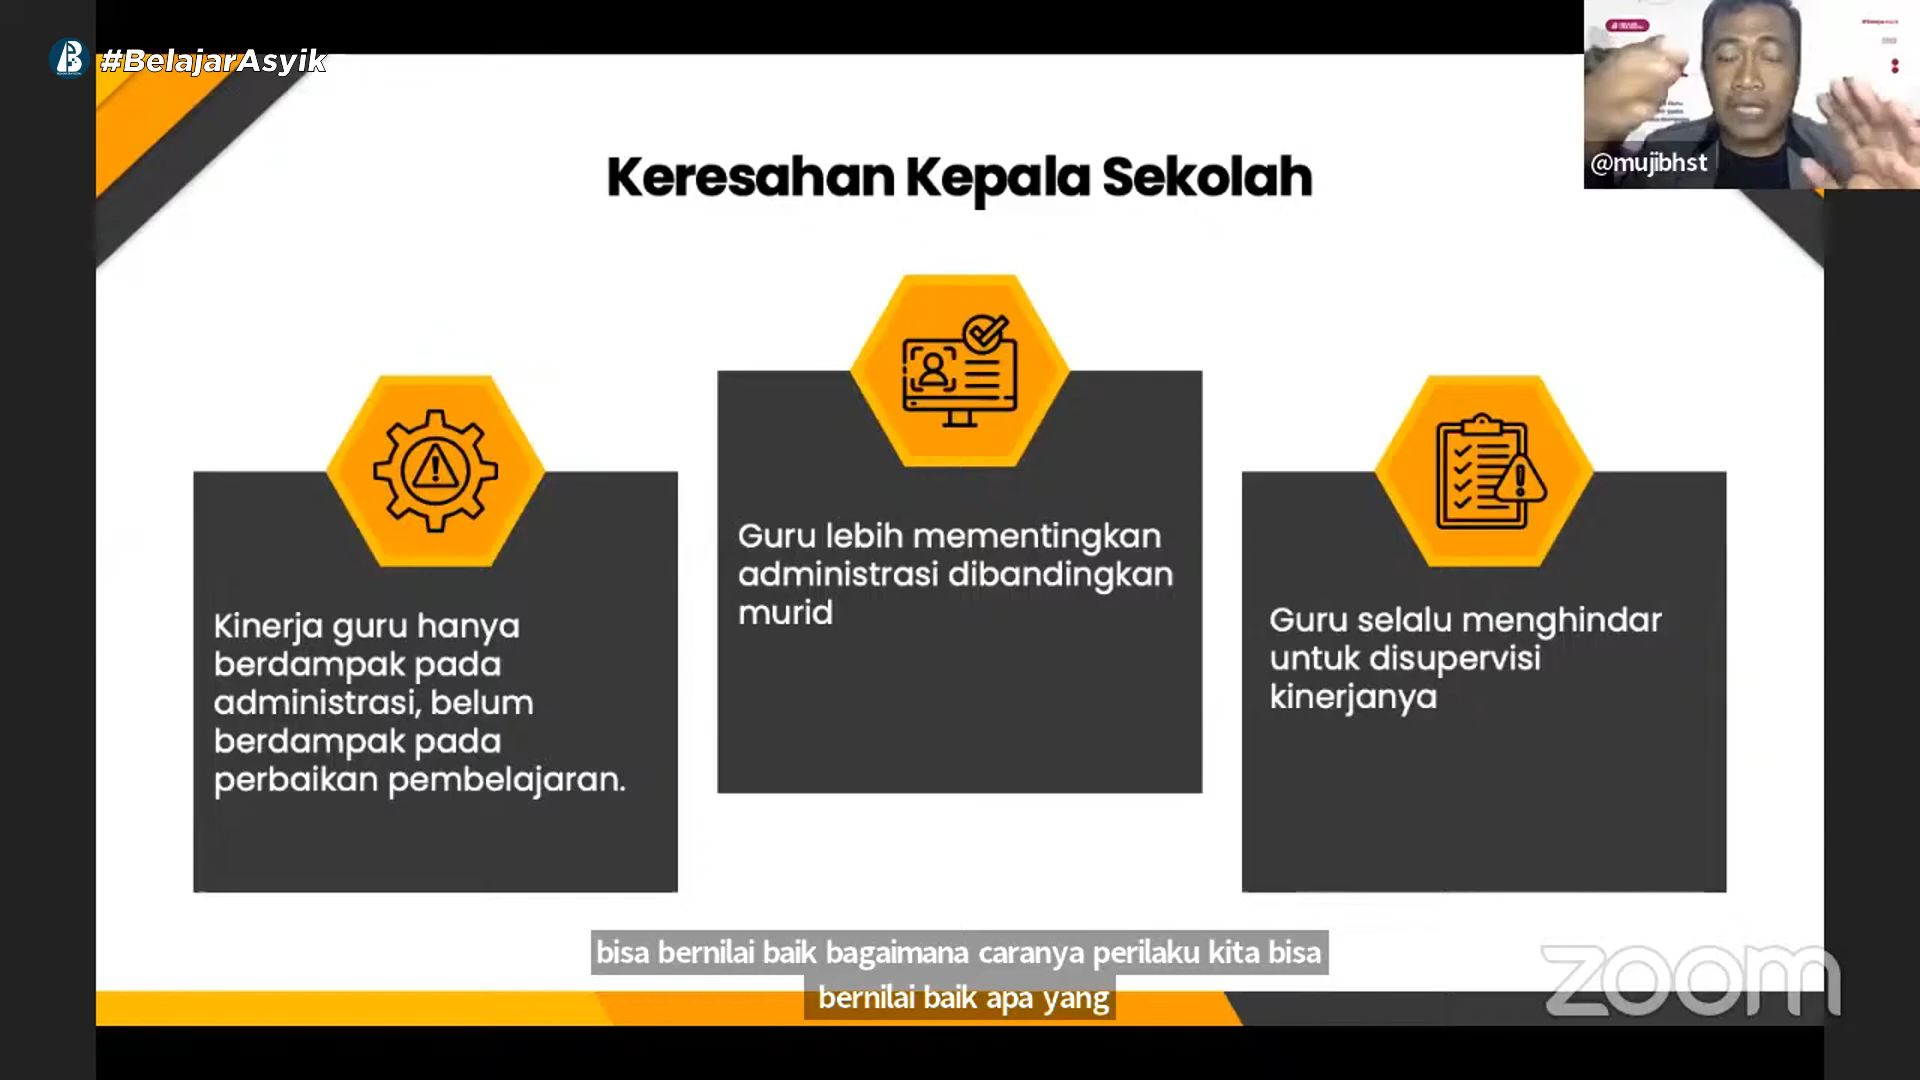 #BelajarAsyik
@mujibhst
Keresahan Kepala Sekolah
Kinerja guru hanya
berdampak pada
administrasi, belum
berdampak pada
perbaikan pembelajaran.
Guru lebih mementingkan
administrasi dibandingkan
murid
Guru selalu menghindar
untuk disupervisi
kinerjanya
bisa bernilai baik bagaimana caranya perilaku kita bisa
bernilai baik apa yang
zoom